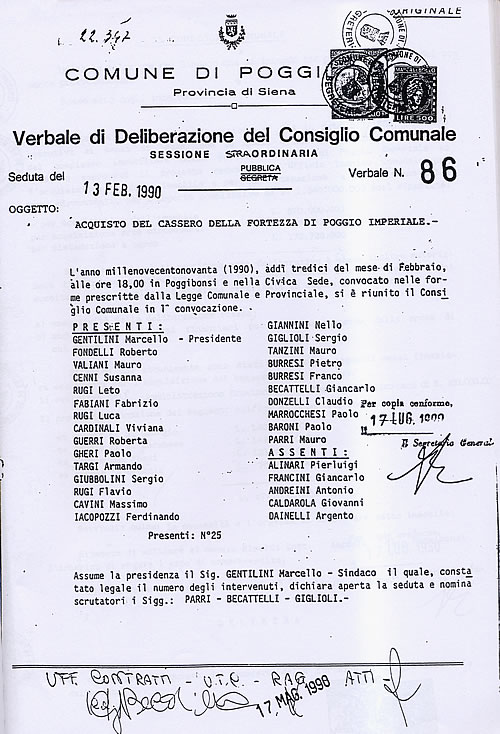 ORIGINALE
22.342
COMUNE DI POGGI
Provincia di Siena
LIRE 500
Verbale di Deliberazione del Consiglio Comunale
SESSIONE STRAORDINARIA
PUBBLICA
SEGRETA
Seduta del 13 FEB. 1990
Verbale N. 86
OGGETTO:
ACQUISTO DEL CASSERO DELLA FORTEZZA DI POGGIO IMPERIALE.-
L'anno millenovecentonovanta (1990), addì tredici del mese di Febbraio,
alle ore 18,00 in Poggibonsi e nella Civica Sede, convocato nelle for-
me prescritte dalla Legge Comunale e Provinciale, si è riunito il Consi
glio Comunale in 1° convocazione.
PRESENTI:
GENTILINI Marcello - Presidente
FONDELLI Roberto
VALIANI Mauro
CENNI Susanna
RUGI Leto
FABIANI Fabrizio
RUGI Luca
CARDINALI Viviana
GUERRI Roberta
GHERI Paolo
TARGI Armando
GIUBBOLINI Sergio
RUGI Flavio
CAVINI Massimo
IACOPOZZI Ferdinando
GIANNINI Nello
GIGLIOLI Sergio
TANZINI Mauro
BURRESI Pietro
BURRESI Franco
BECATTELLI Giancarlo
DONZELLI Claudio
MARROCCHESI Paolo
BARONI Paolo
PARRI Mauro
ASSENTI:
ALINARI Pierluigi
FRANCINI Giancarlo
ANDREINI Antonio
CALDAROLA Giovanni
DAINELLI Argento
Per copia conforme,
17 LUG. 1990
Il Segretario General
Presenti: N°25
Assume la presidenza il Sig. GENTILINI Marcello - Sindaco il quale, consta
tato legale il numero degli intervenuti, dichiara aperta la seduta e nomina
scrutatori i Sigg.: PARRI - BECATTELLI - GIGLIOLI.-
UFF. CONTRATTI - U.T.C. - RAG. ATTI -
17. MAG. 1990